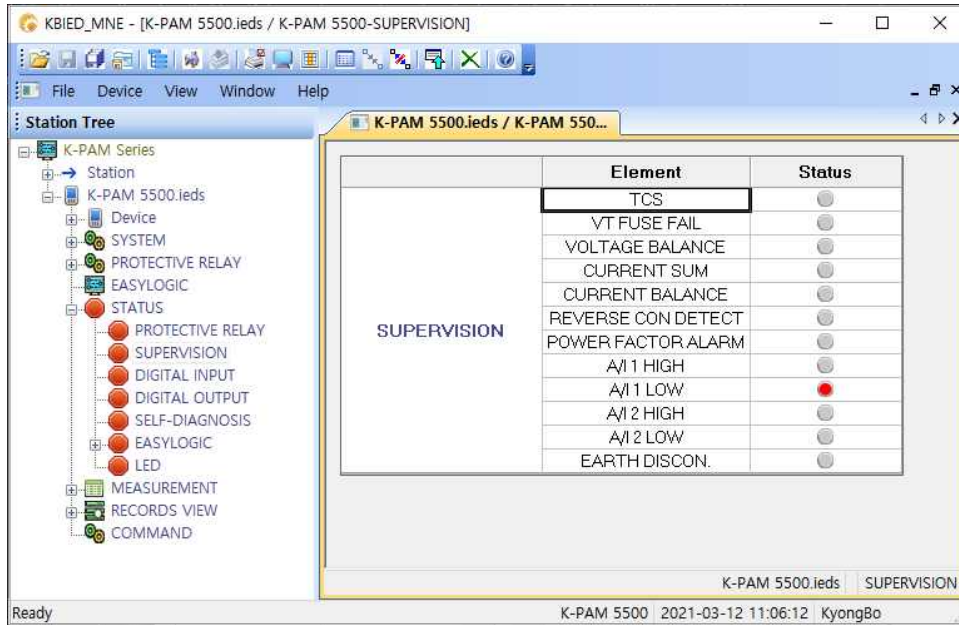 KBIED_MNE - [K-PAM 5500.ieds / K-PAM 5500-SUPERVISION]
File Device View Window Help
Station Tree
K-PAM Series
Station
K-PAM 5500.ieds
Device
SYSTEM
PROTECTIVE RELAY
EASYLOGIC
STATUS
PROTECTIVE RELAY
SUPERVISION
DIGITAL INPUT
DIGITAL OUTPUT
SELF-DIAGNOSIS
EASYLOGIC
LED
MEASUREMENT
RECORDS VIEW
COMMAND
K-PAM 5500.ieds / K-PAM 550...
Element Status
SUPERVISION
TCS
VT FUSE FAIL
VOLTAGE BALANCE
CURRENT SUM
CURRENT BALANCE
REVERSE CON DETECT
POWER FACTOR ALARM
A/I 1 HIGH
A/I 1 LOW
A/I 2 HIGH
A/I 2 LOW
EARTH DISCON.
K-PAM 5500.ieds SUPERVISION
Ready K-PAM 5500 2021-03-12 11:06:12 KyongBo